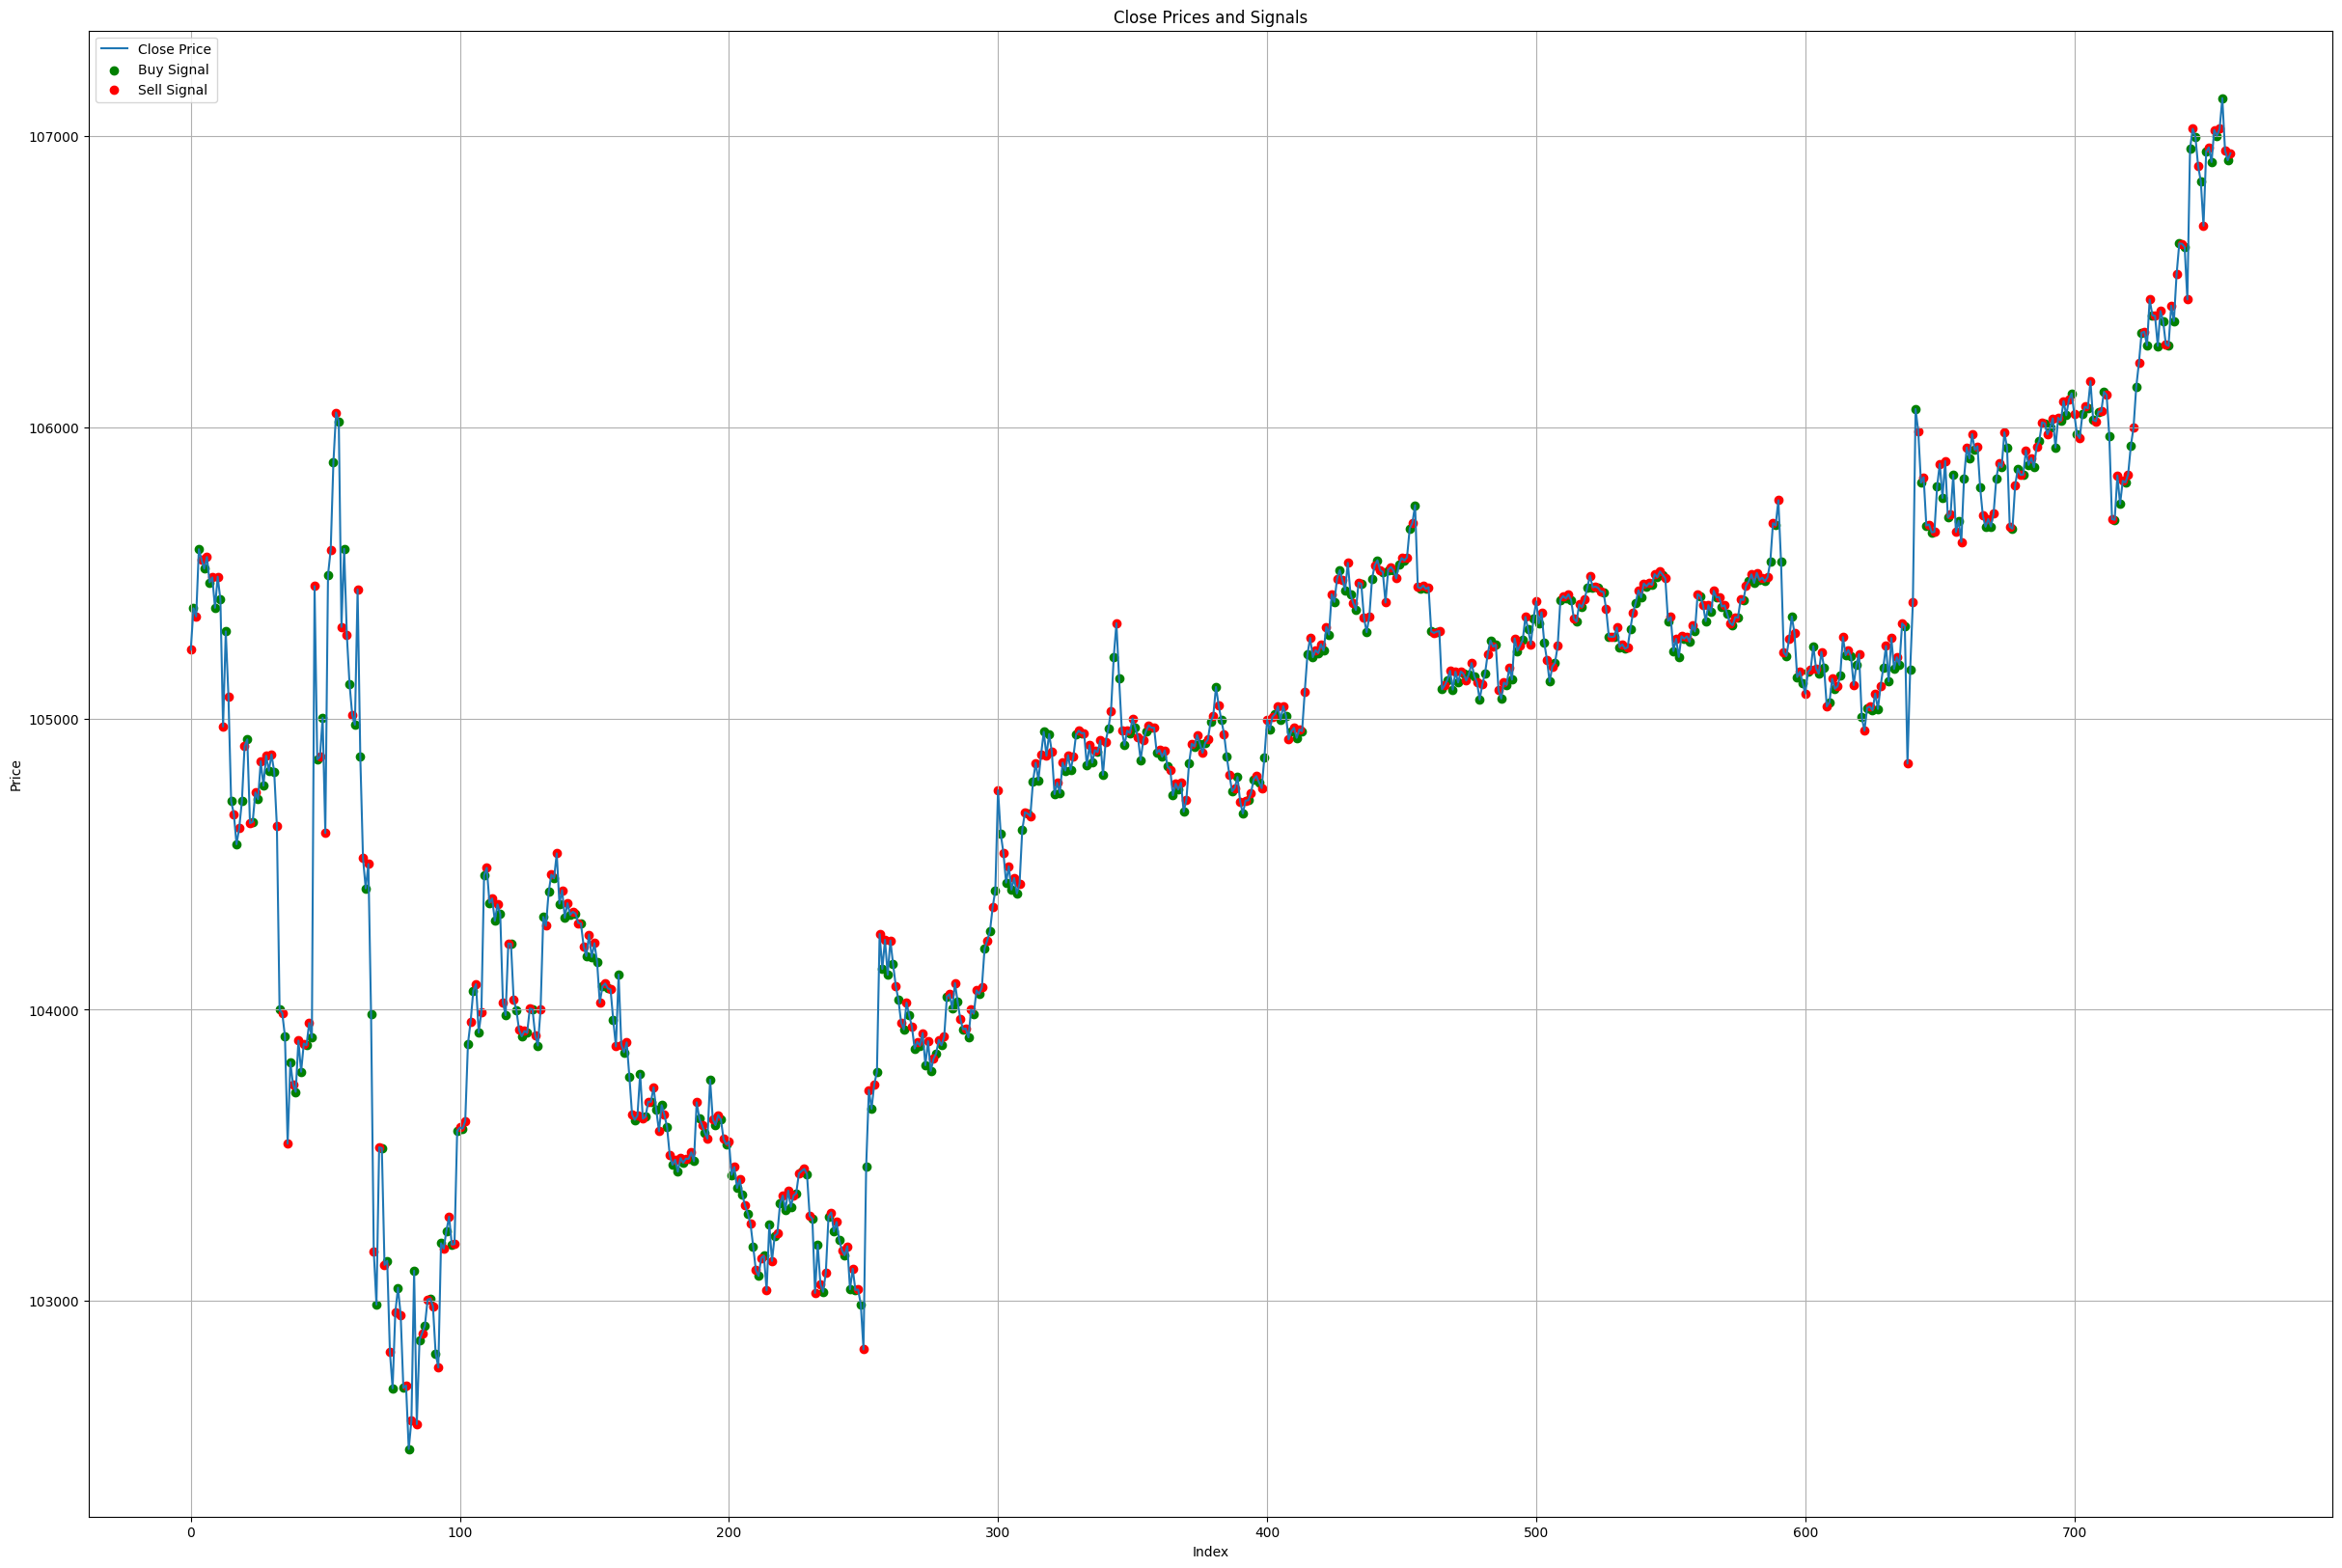 Close Prices and Signals
Close Price
Buy Signal
Sell Signal
107000
106000
105000
104000
103000
Price
0 100 200 300 400 500 600 700
Index